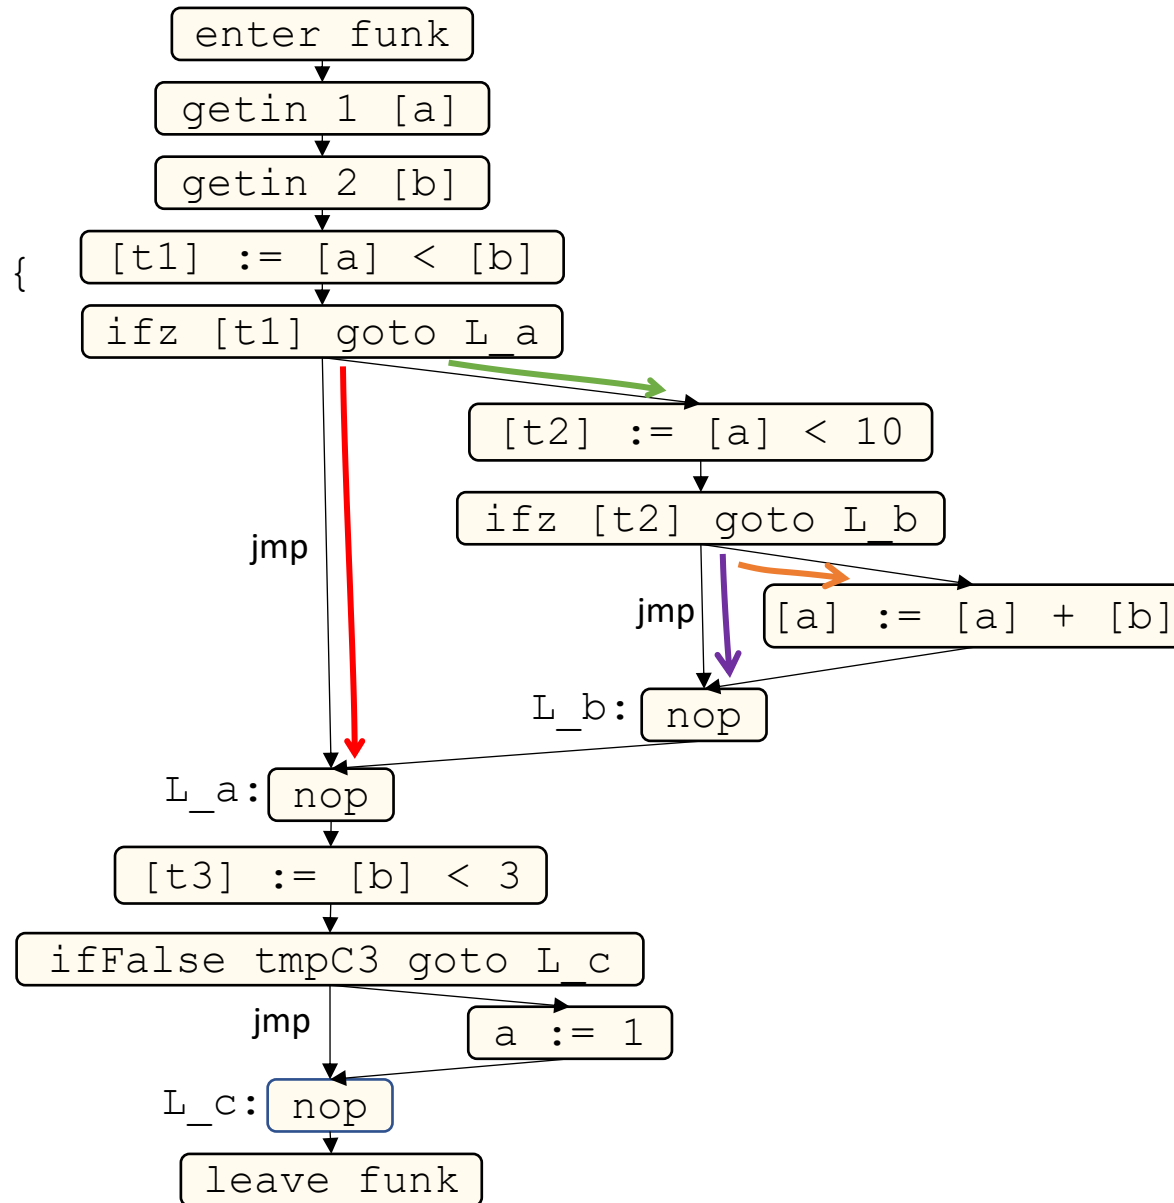 enter funk
getin 1 [a]
getin 2 [b]
{
[t1] := [a] < [b]
ifz [t1] goto L_a
[t2] := [a] < 10
ifz [t2] goto L_b
jmp
jmp
[a] := [a] + [b]
L_b: nop
L_a: nop
[t3] := [b] < 3
ifFalse tmpC3 goto L_c
jmp
a := 1
L_c: nop
leave funk